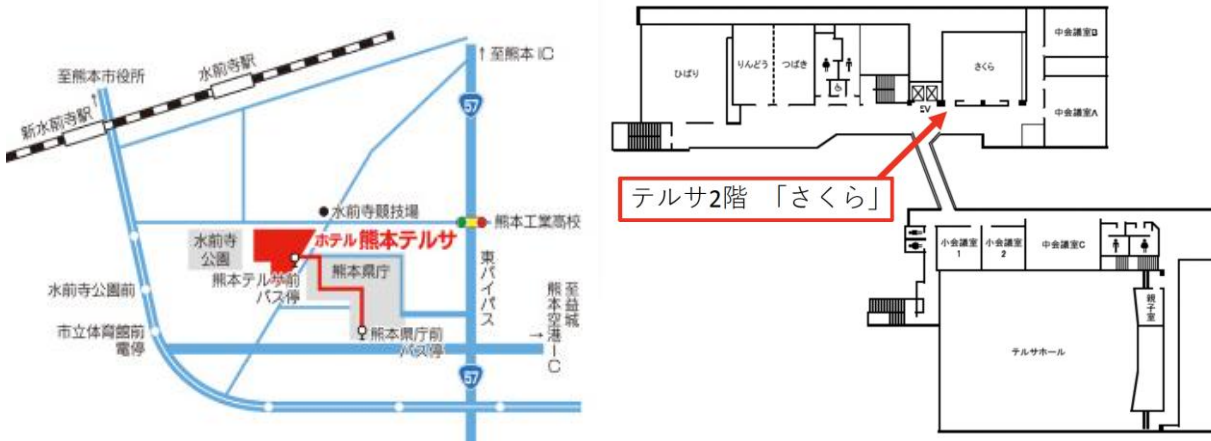 至熊本市役所
↑
水前寺駅
新水前寺駅
↑至熊本IC
57
●水前寺競技場
熊本工業高校
水前寺
公園
ホテル 熊本テルサ
熊本テルサ前
バス停
熊本県庁
東バイパス
水前寺公園前
市立体育館前
電停
熊本県庁前
バス停
至益城
熊本空港IC
→
57
ひばり
りんどう
つばき
EV
さくら
中会議室B
中会議室A
テルサ2階 「さくら」
小会議室
1
小会議室
2
中会議室C
親子室
テルサホール